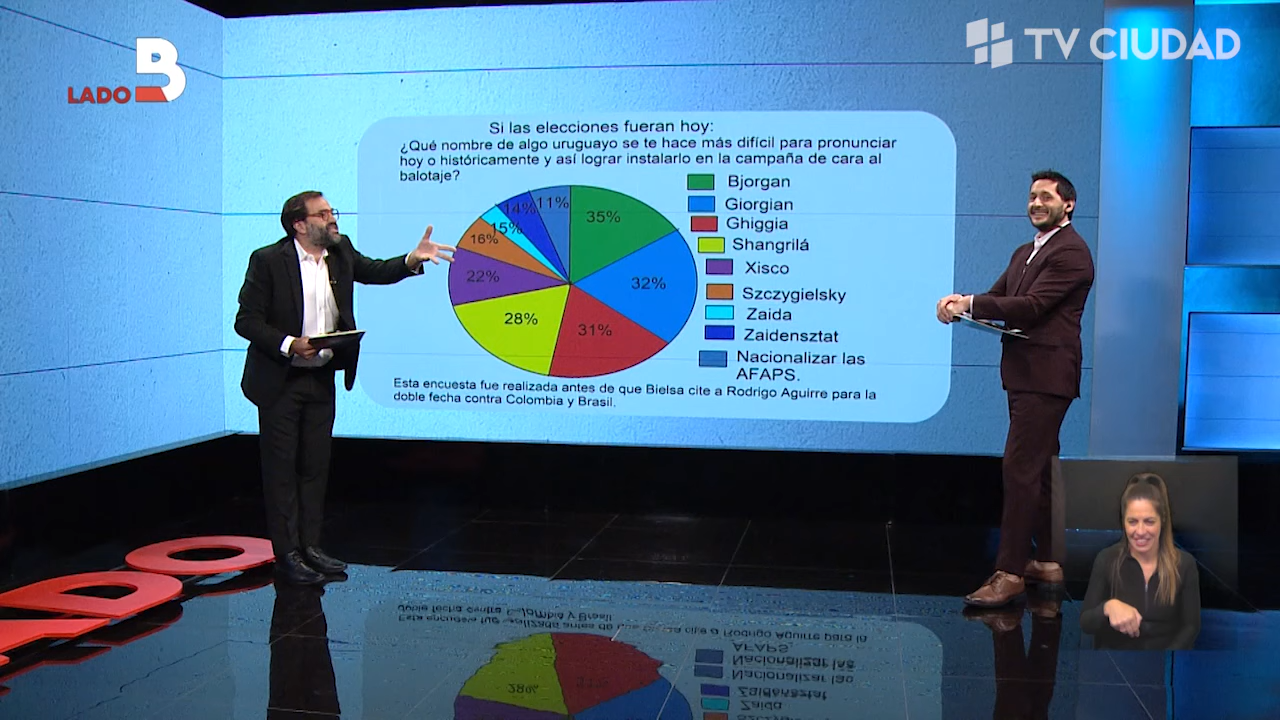 LADO B
TV CIUDAD
Si las elecciones fueran hoy:
¿Qué nombre de algo uruguayo se te hace más difícil para pronunciar
hoy o históricamente y así lograr instalarlo en la campaña de cara al
balotaje?
35%
32%
31%
28%
22%
16%
15%
14%
11%
Bjorgan
Giorgian
Ghiggia
Shangrilá
Xisco
Szczygielsky
Zaida
Zaidensztat
Nacionalizar las
AFAPS.
Esta encuesta fue realizada antes de que Bielsa cite a Rodrigo Aguirre para la
doble fecha contra Colombia y Brasil.